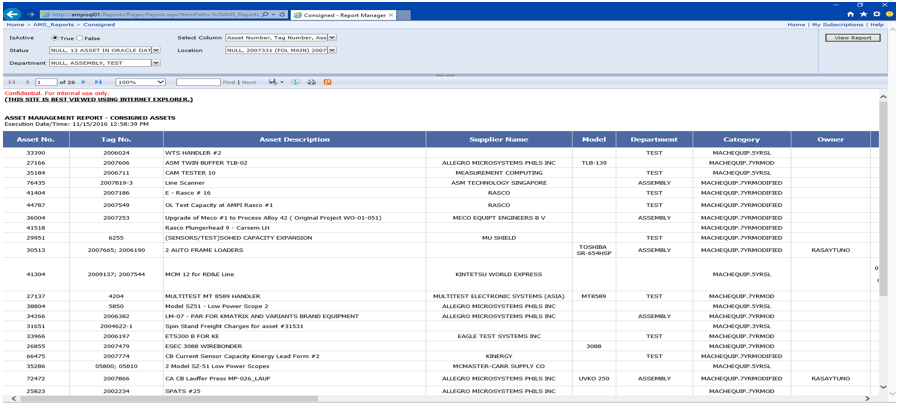 http://ampisql01/Reports/Pages/Report.aspx?ItemPath=%2fAMS_Reports
Consigned - Report Manager
Home > AMS_Reports > Consigned
Home | My Subscriptions | Help
IsActive True False Select Column Asset Number, Tag Number, Ass View Report
Status NULL, 13 ASSET IN ORACLE DAT Location NULL, 2007331 (FOL MAIN) 2007
Department NULL, ASSEMBLY, TEST
1 of 26 100% Find | Next
Confidential. For internal use only.
(THIS SITE IS BEST VIEWED USING INTERNET EXPLORER.)
ASSET MANAGEMENT REPORT - CONSIGNED ASSETS
Execution Date/Time: 11/15/2016 12:58:39 PM
Asset No. Tag No. Asset Description Supplier Name Model Department Category Owner
33390 2006024 WTS HANDLER #2 TEST MACHEQUIP.5YRSL
27166 2007606 ASM TWIN BUFFER TLB-02 ALLEGRO MICROSYSTEMS PHILS INC TLB-139 MACHEQUIP.7YRMOD
35184 2006711 CAM TESTER 10 MEASUREMENT COMPUTING TEST MACHEQUIP.5YRSL
76435 2007819-3 Line Scanner ASM TECHNOLOGY SINGAPORE ASSEMBLY MACHEQUIP.7YRMODIFIED
41404 2007186 E - Rasco # 16 RASCO TEST MACHEQUIP.7YRMODIFIED
44787 2007549 OL Test Capacity at AMPI Rasco #1 RASCO TEST MACHEQUIP.7YRMODIFIED
36004 2007253 Upgrade of Meco #1 to Process Alloy 42 ( Original Project WO-01-051) MECO EQUIPT ENGINEERS B V ASSEMBLY MACHEQUIP.7YRMODIFIED
41518 Rasco Plungerhead 9 - Carsem LH MACHEQUIP.7YRMODIFIED
29951 6255 (SENSORS/TEST)SOHED CAPACITY EXPANSION MU SHIELD TEST MACHEQUIP.7YRMODIFIED
30513 2007665; 2006190 2 AUTO FRAME LOADERS TOSHIBA SR-654HSP ASSEMBLY MACHEQUIP.7YRMODIFIED RASAYTUNO
41304 2009137; 2007544 MCM 12 for RD&E Line KINTETSU WORLD EXPRESS MACHEQUIP.5YRSL
27137 4204 MULTITEST MT 8589 HANDLER MULTITEST ELECTRONIC SYSTEMS (ASIA) MT8589 TEST MACHEQUIP.7YRMOD
38804 5850 Model SZ51 - Low Power Scope 2 ALLEGRO MICROSYSTEMS PHILS INC MACHEQUIP.5YRSL
34266 2006382 LM-07 - PAR FOR KMATRIX AND VARIANTS BRAND EQUIPMENT ALLEGRO MICROSYSTEMS PHILS INC ASSEMBLY MACHEQUIP.7YRMOD
31651 2004622-1 Spin Stand Freight Charges for asset #31531 MACHEQUIP.3YRSL
33966 2006197 ETS300 B FOR KE EAGLE TEST SYSTEMS INC TEST MACHEQUIP.7YRMOD
26855 2007479 ESEC 3088 WIREBONDER 3088 MACHEQUIP.7YRMOD
66475 2007774 CB Current Sensor Capacity Kinergy Lead Form #2 KINERGY TEST MACHEQUIP.7YRMODIFIED
35286 05800; 05810 2 Model SZ-51 Low Power Scopes MCMASTER-CARR SUPPLY CO MACHEQUIP.5YRSL
72472 2007866 CA CB Lauffer Press MP-026_LAUF ALLEGRO MICROSYSTEMS PHILS INC UVKO 250 ASSEMBLY MACHEQUIP.7YRMODIFIED RASAYTUNO
25823 2002234 SPATS #25 ALLEGRO MICROSYSTEMS PHILS INC MACHEQUIP.7YRMOD